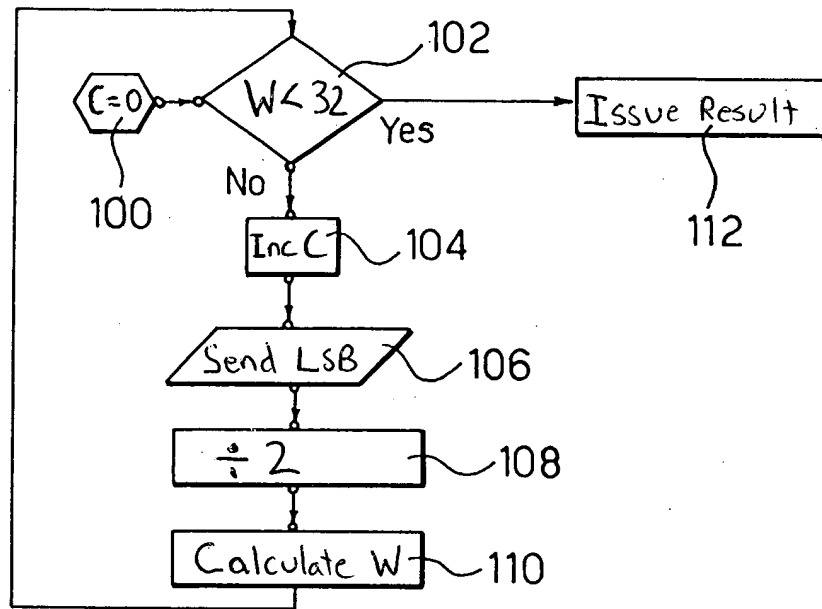 102
C=0
W<32
Yes
Issue Result
100
No
112
Inc C
104
Send LSB
106
÷ 2
108
Calculate W
110